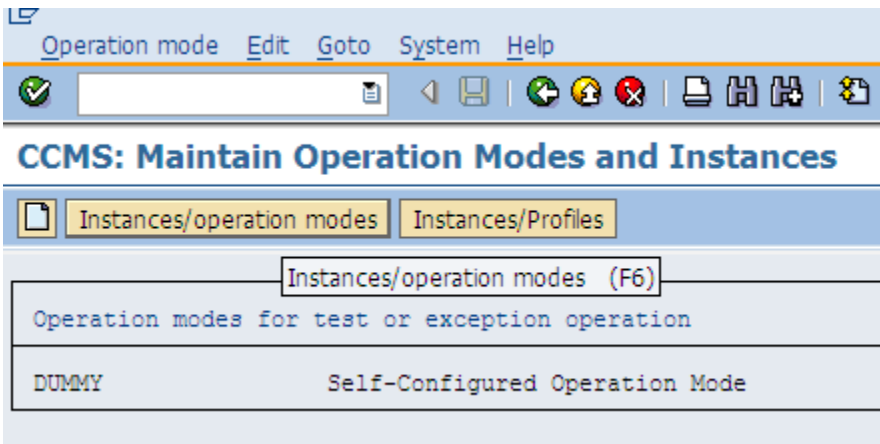 Operation mode Edit Goto System Help
CCMS: Maintain Operation Modes and Instances
Instances/operation modes Instances/Profiles
Instances/operation modes (F6)
Operation modes for test or exception operation
DUMMY Self-Configured Operation Mode